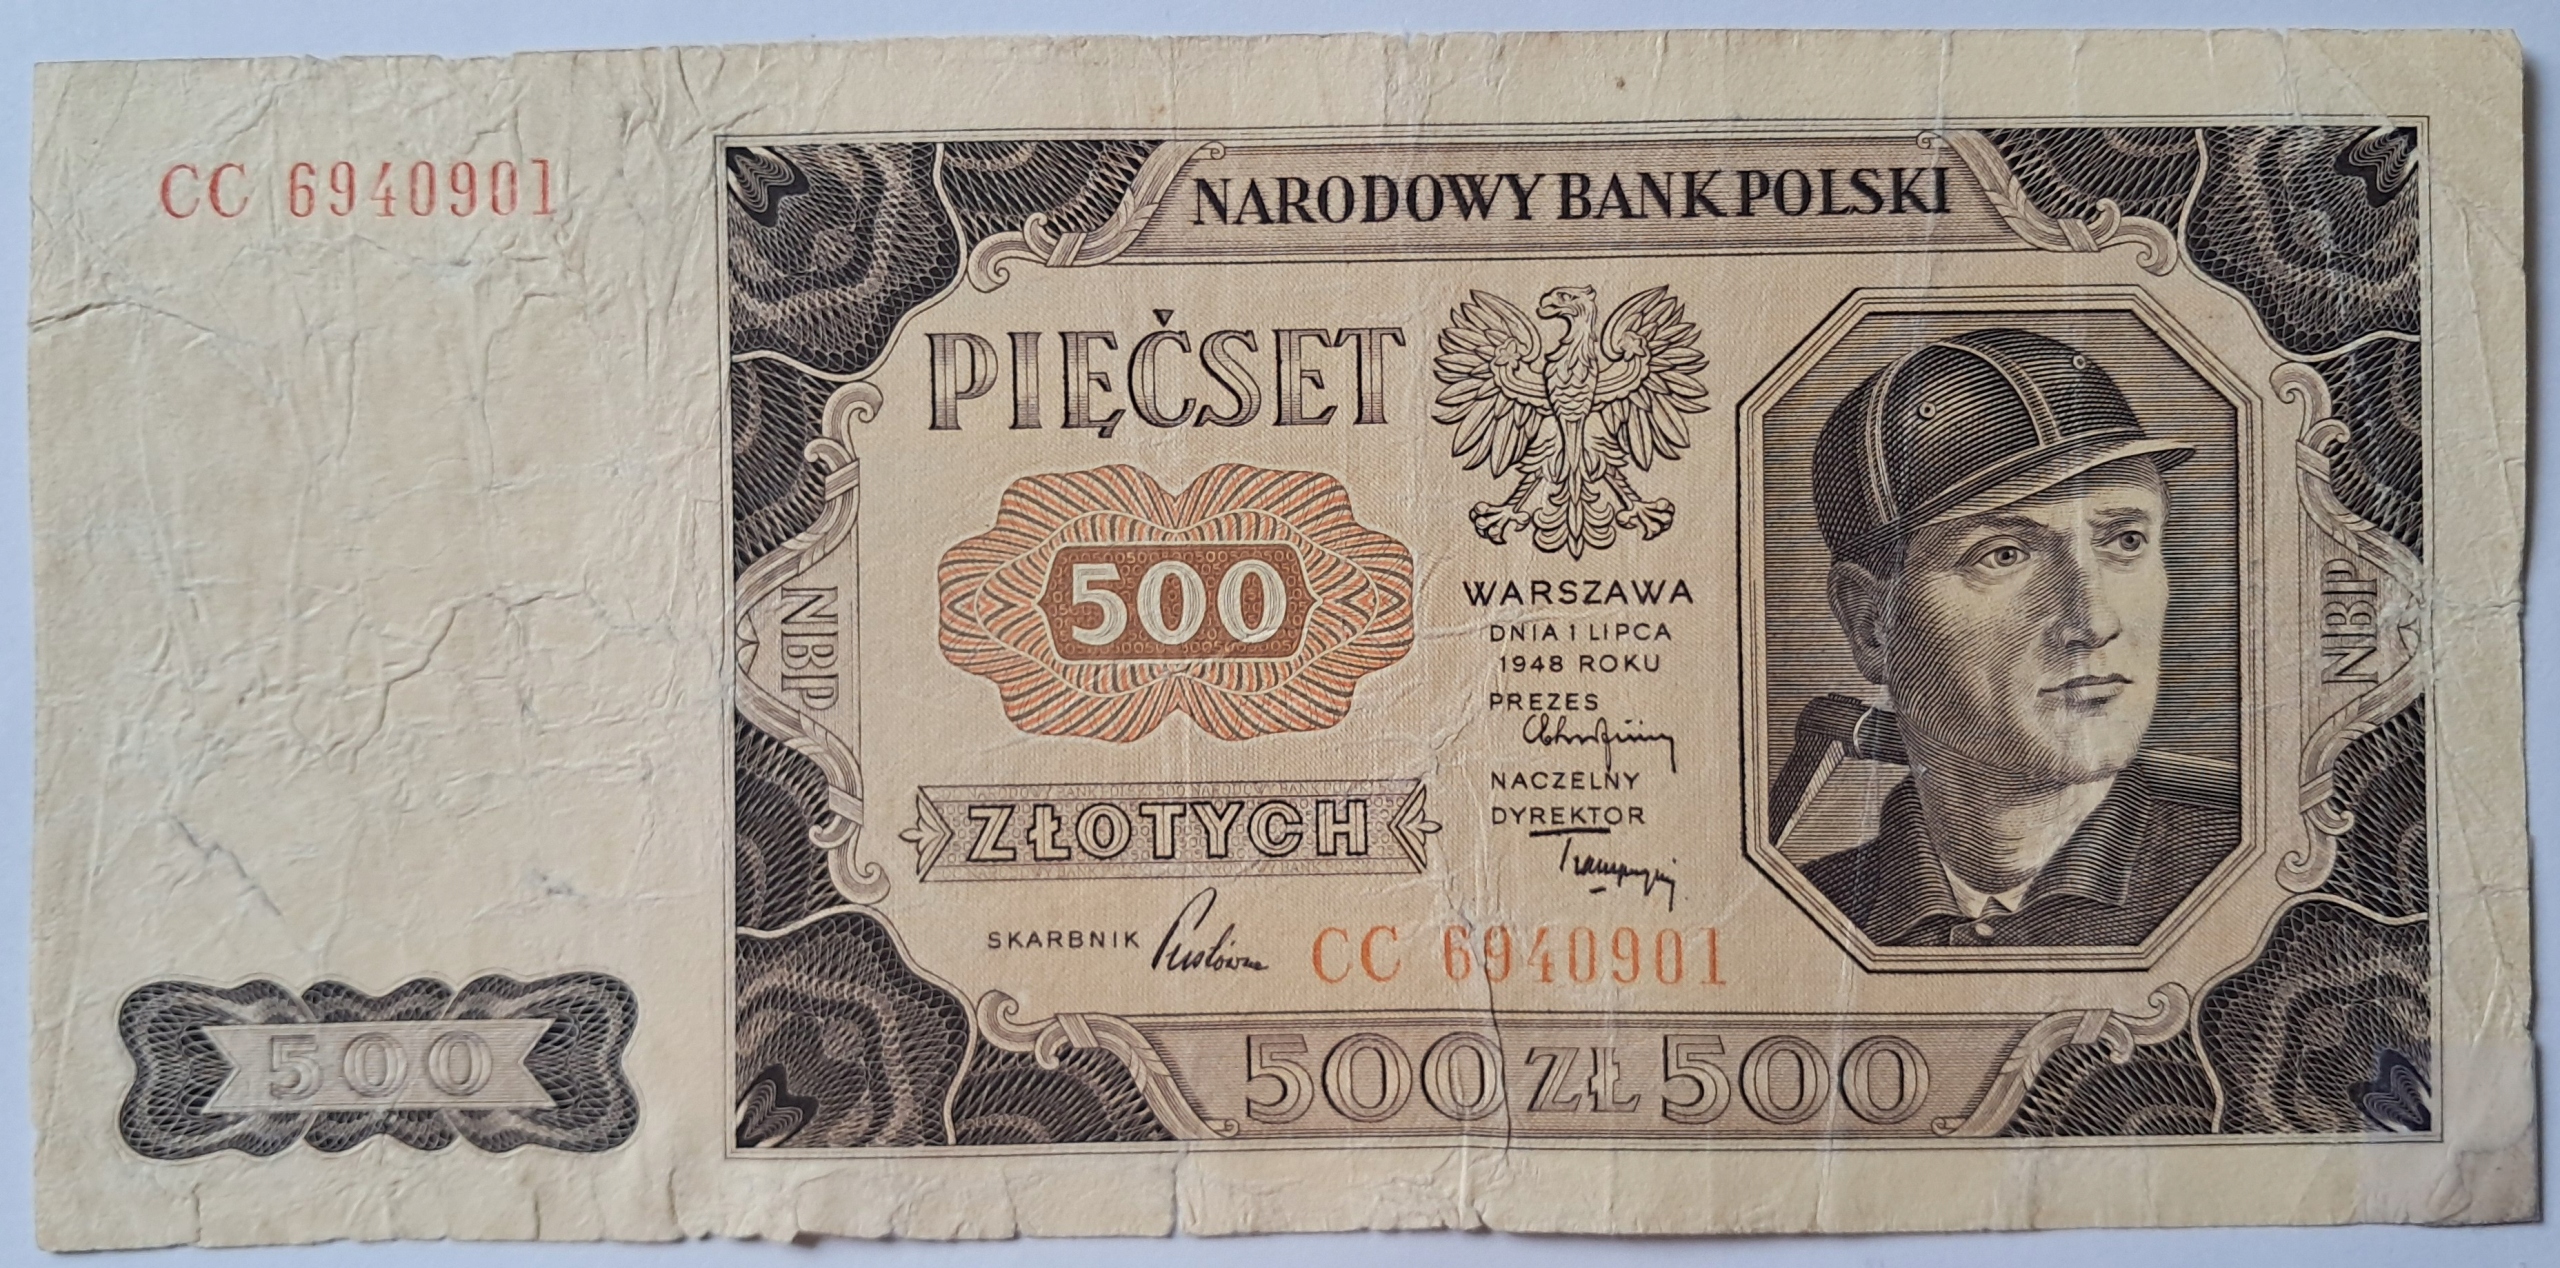 CC 6940901
NARODOWY BANK POLSKI
PIĘĆSET
500
NBP
NBP
WARSZAWA
DNIA 1 LIPCA
1948 ROKU
PREZES
NACZELNY
DYREKTOR
ZŁOTYCH
SKARBNIK
CC 6940901
500
500 ZŁ 500